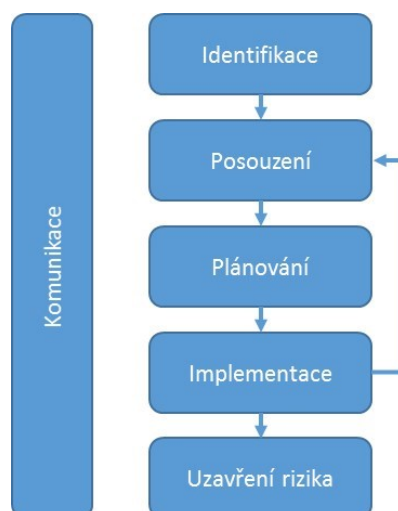 Komunikace
Identifikace
Posouzení
Plánování
Implementace
Uzavření rizika